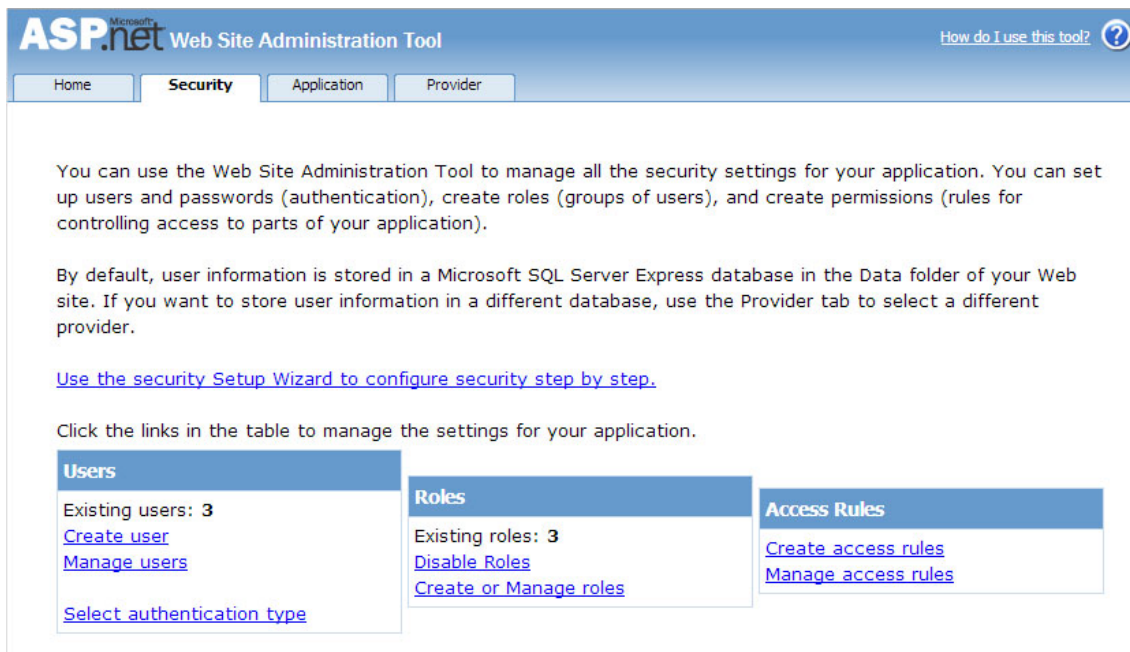 Microsoft
ASP.net Web Site Administration Tool
How do I use this tool? ?
Home Security Application Provider
You can use the Web Site Administration Tool to manage all the security settings for your application. You can set
up users and passwords (authentication), create roles (groups of users), and create permissions (rules for
controlling access to parts of your application).
By default, user information is stored in a Microsoft SQL Server Express database in the Data folder of your Web
site. If you want to store user information in a different database, use the Provider tab to select a different
provider.
Use the security Setup Wizard to configure security step by step.
Click the links in the table to manage the settings for your application.
Users
Existing users: 3
Create user
Manage users
Select authentication type
Roles
Existing roles: 3
Disable Roles
Create or Manage roles
Access Rules
Create access rules
Manage access rules